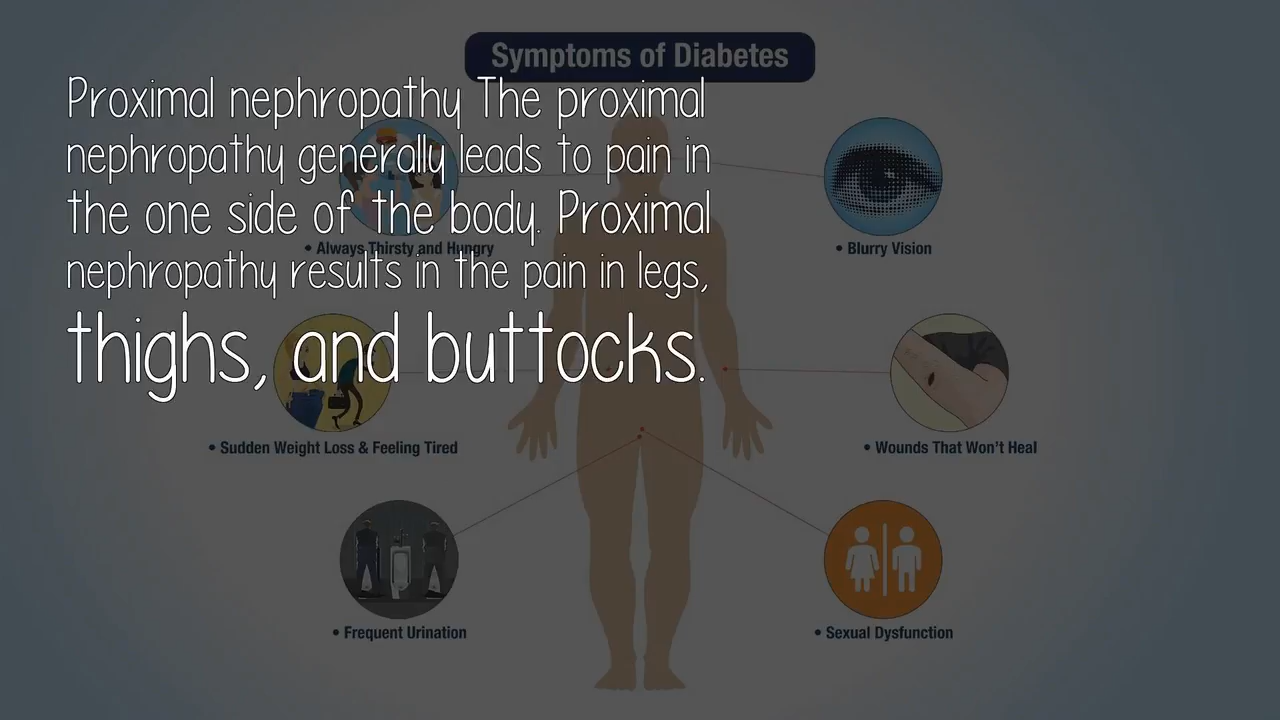 Symptoms of Diabetes
Proximal nephropathy The proximal
nephropathy generally leads to pain in
the one side of the body. Proximal
nephropathy results in the pain in legs,
thighs, and buttocks.
• Always Thirsty and Hungry
• Blurry Vision
• Sudden Weight Loss & Feeling Tired
• Wounds That Won't Heal
• Frequent Urination
• Sexual Dysfunction